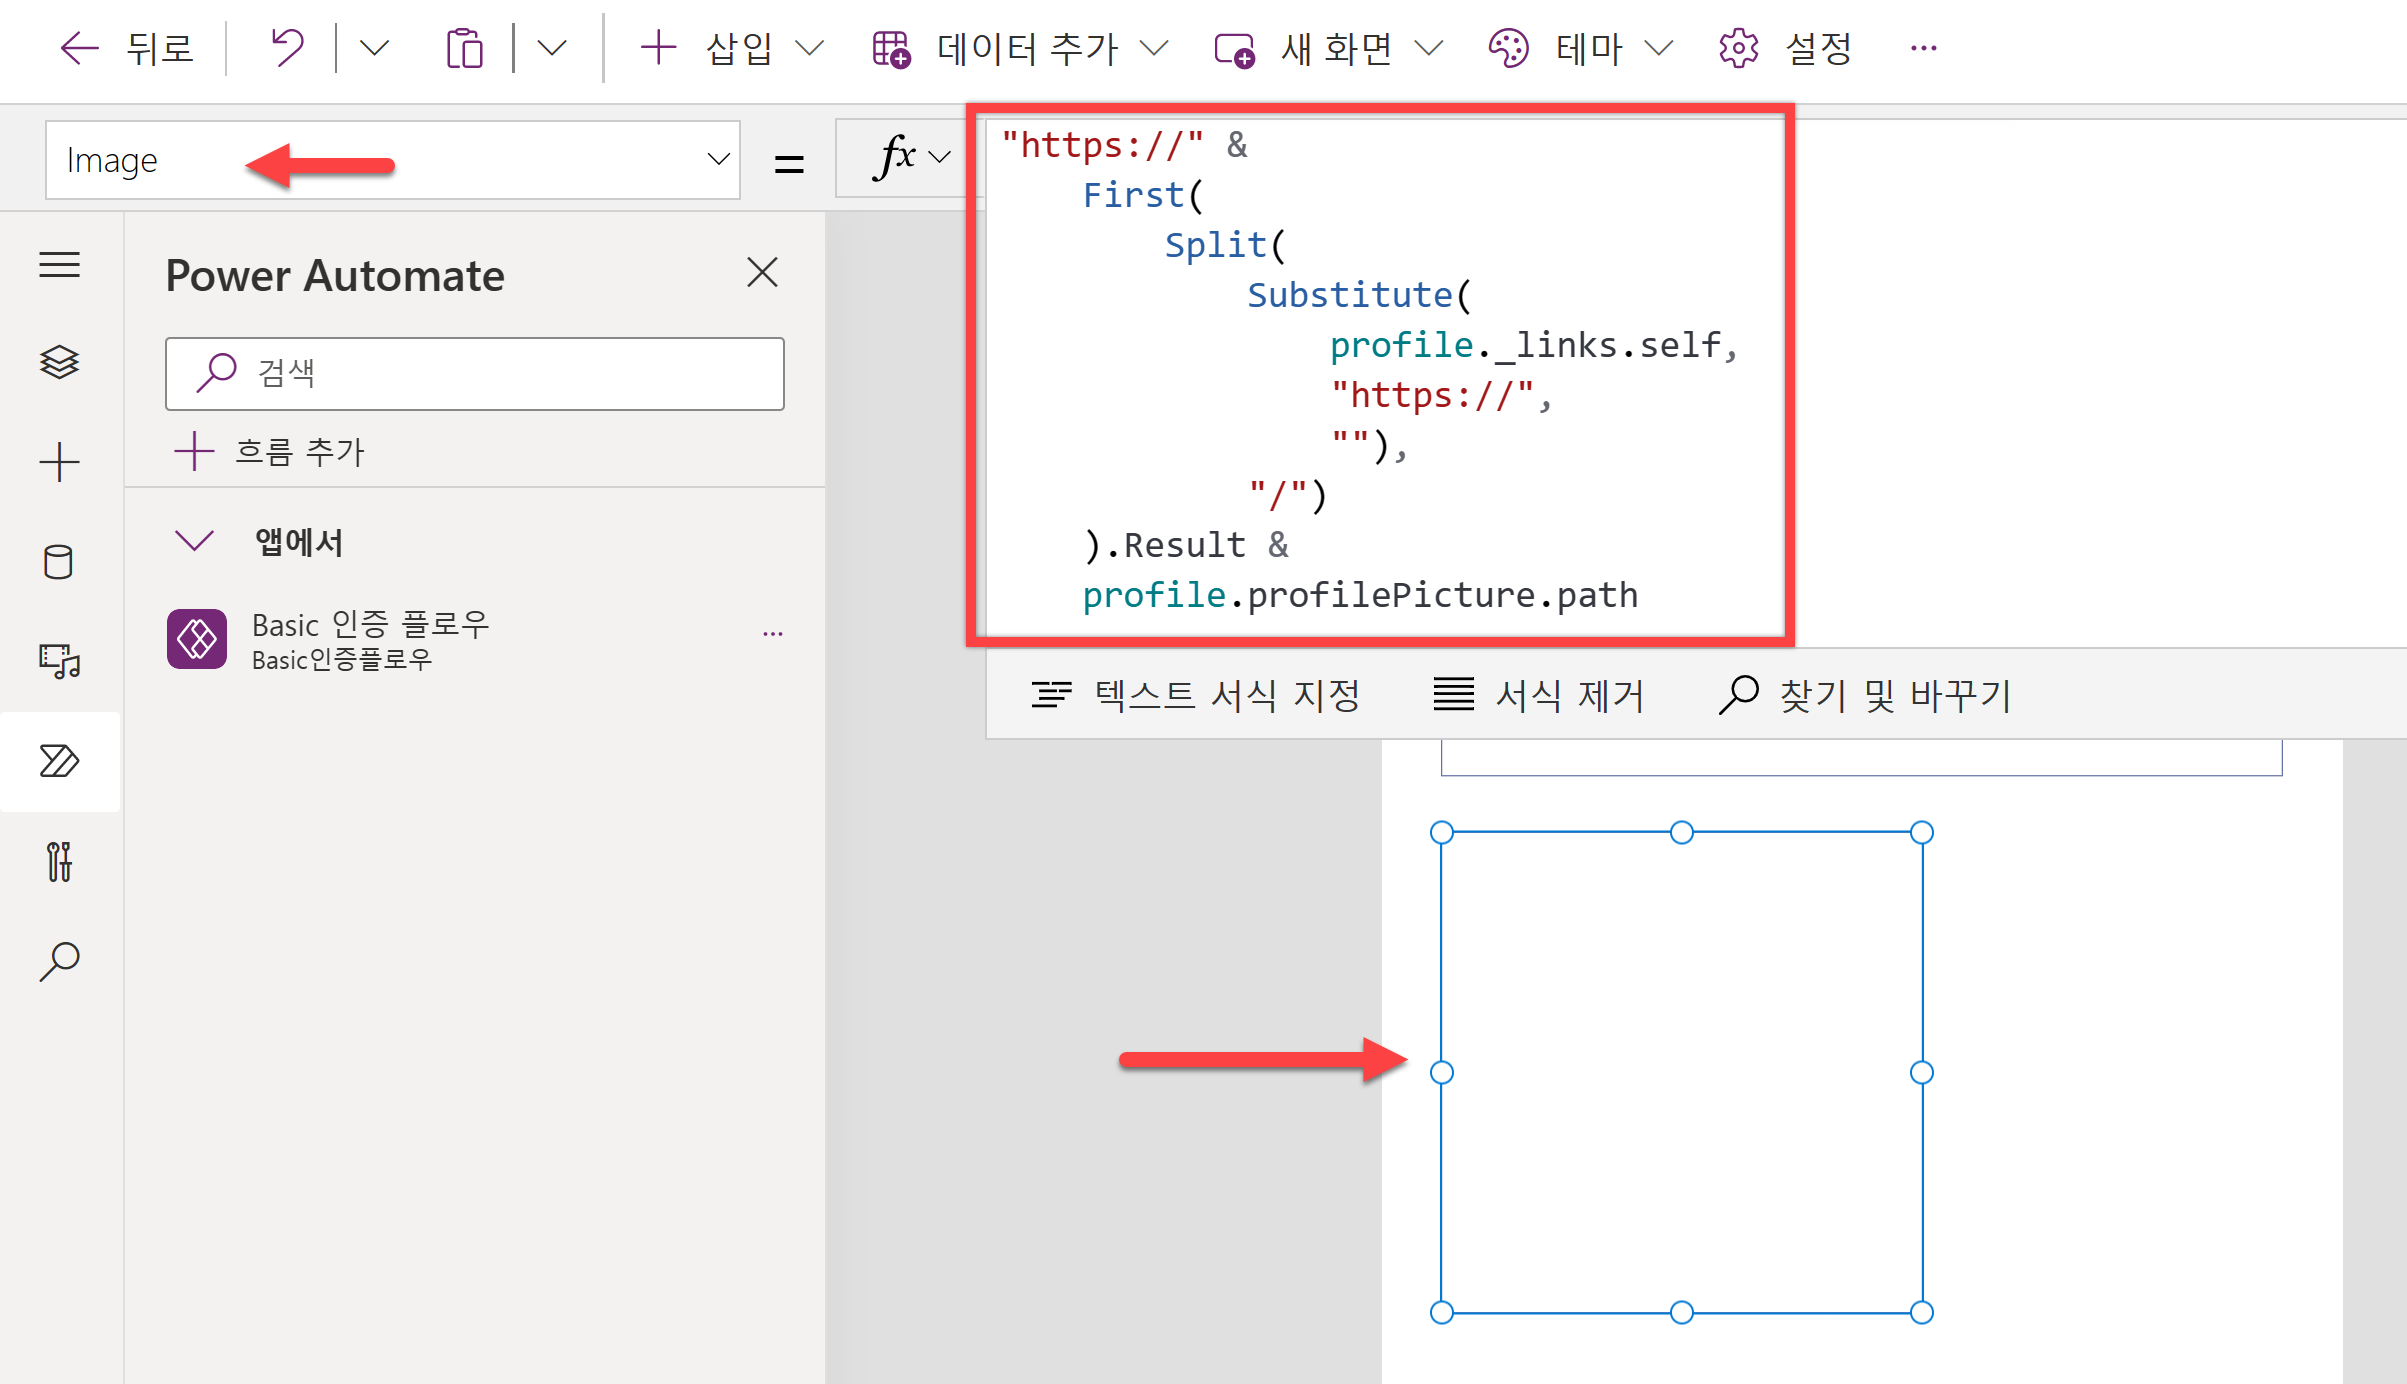 뒤로
삽입
데이터 추가
새 화면
테마
설정
Image
=
fx
"https://" &
First(
Split(
Substitute(
profile._links.self,
"https://",
""),
"/")
).Result &
profile.profilePicture.path
텍스트 서식 지정
서식 제거
찾기 및 바꾸기
Power Automate
검색
흐름 추가
앱에서
Basic 인증 플로우
Basic인증플로우